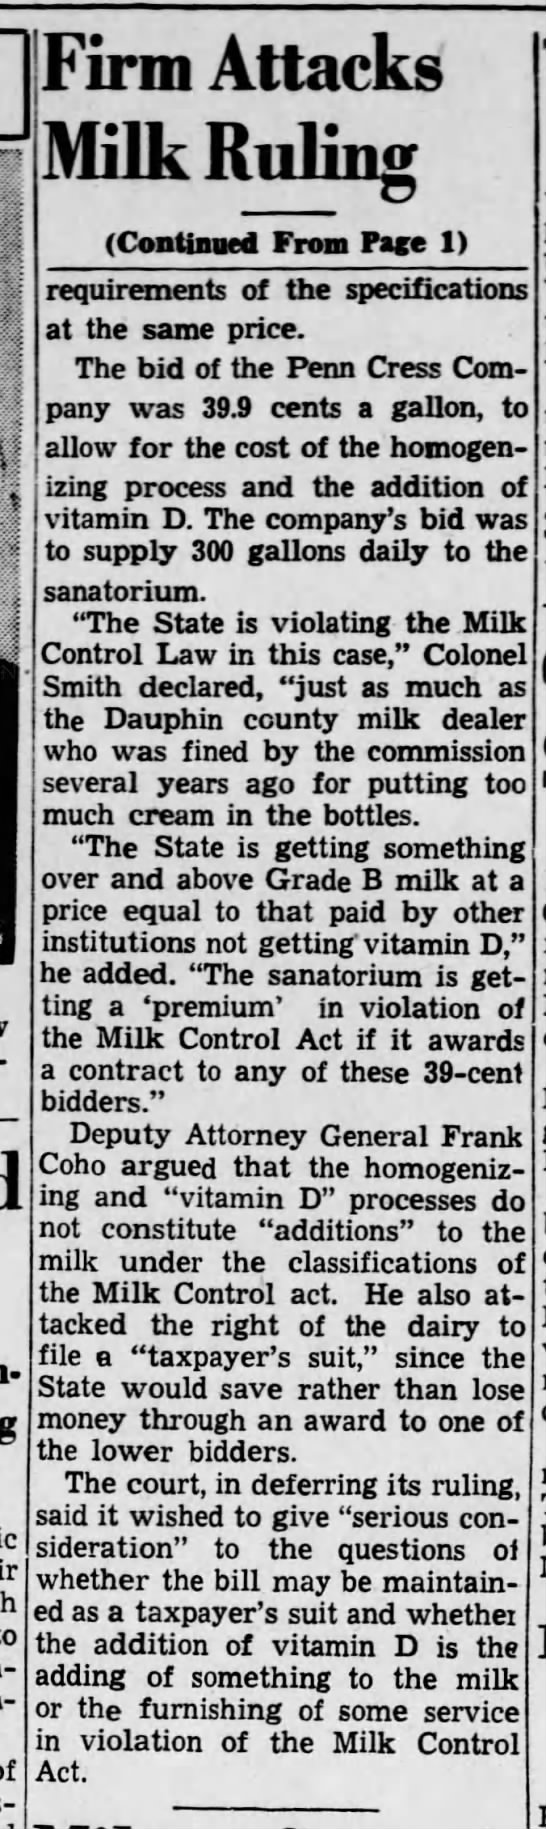 Firm Attacks
Milk Ruling
(Continued From Page 1)
requirements of the specifications
at the same price.
The bid of the Penn Cress Com-
pany was 39.9 cents a gallon, to
allow for the cost of the homogen-
izing process and the addition of
vitamin D. The company's bid was
to supply 300 gallons daily to the
sanatorium.
"The State is violating the Milk
Control Law in this case," Colonel
Smith declared, "just as much as
the Dauphin county milk dealer
who was fined by the commission
several years ago for putting too
much cream in the bottles.
"The State is getting something
over and above Grade B milk at a
price equal to that paid by other
institutions not getting vitamin D,"
he added. "The sanatorium is get-
ting a 'premium' in violation of
the Milk Control Act if it awards
a contract to any of these 39-cent
bidders."
Deputy Attorney General Frank
Coho argued that the homogeniz-
ing and "vitamin D" processes do
not constitute "additions" to the
milk under the classifications of
the Milk Control act. He also at-
tacked the right of the dairy to
file a "taxpayer's suit," since the
State would save rather than lose
money through an award to one of
the lower bidders.
The court, in deferring its ruling,
said it wished to give "serious con-
sideration" to the questions of
whether the bill may be maintain-
ed as a taxpayer's suit and whether
the addition of vitamin D is the
adding of something to the milk
or the furnishing of some service
in violation of the Milk Control
Act.